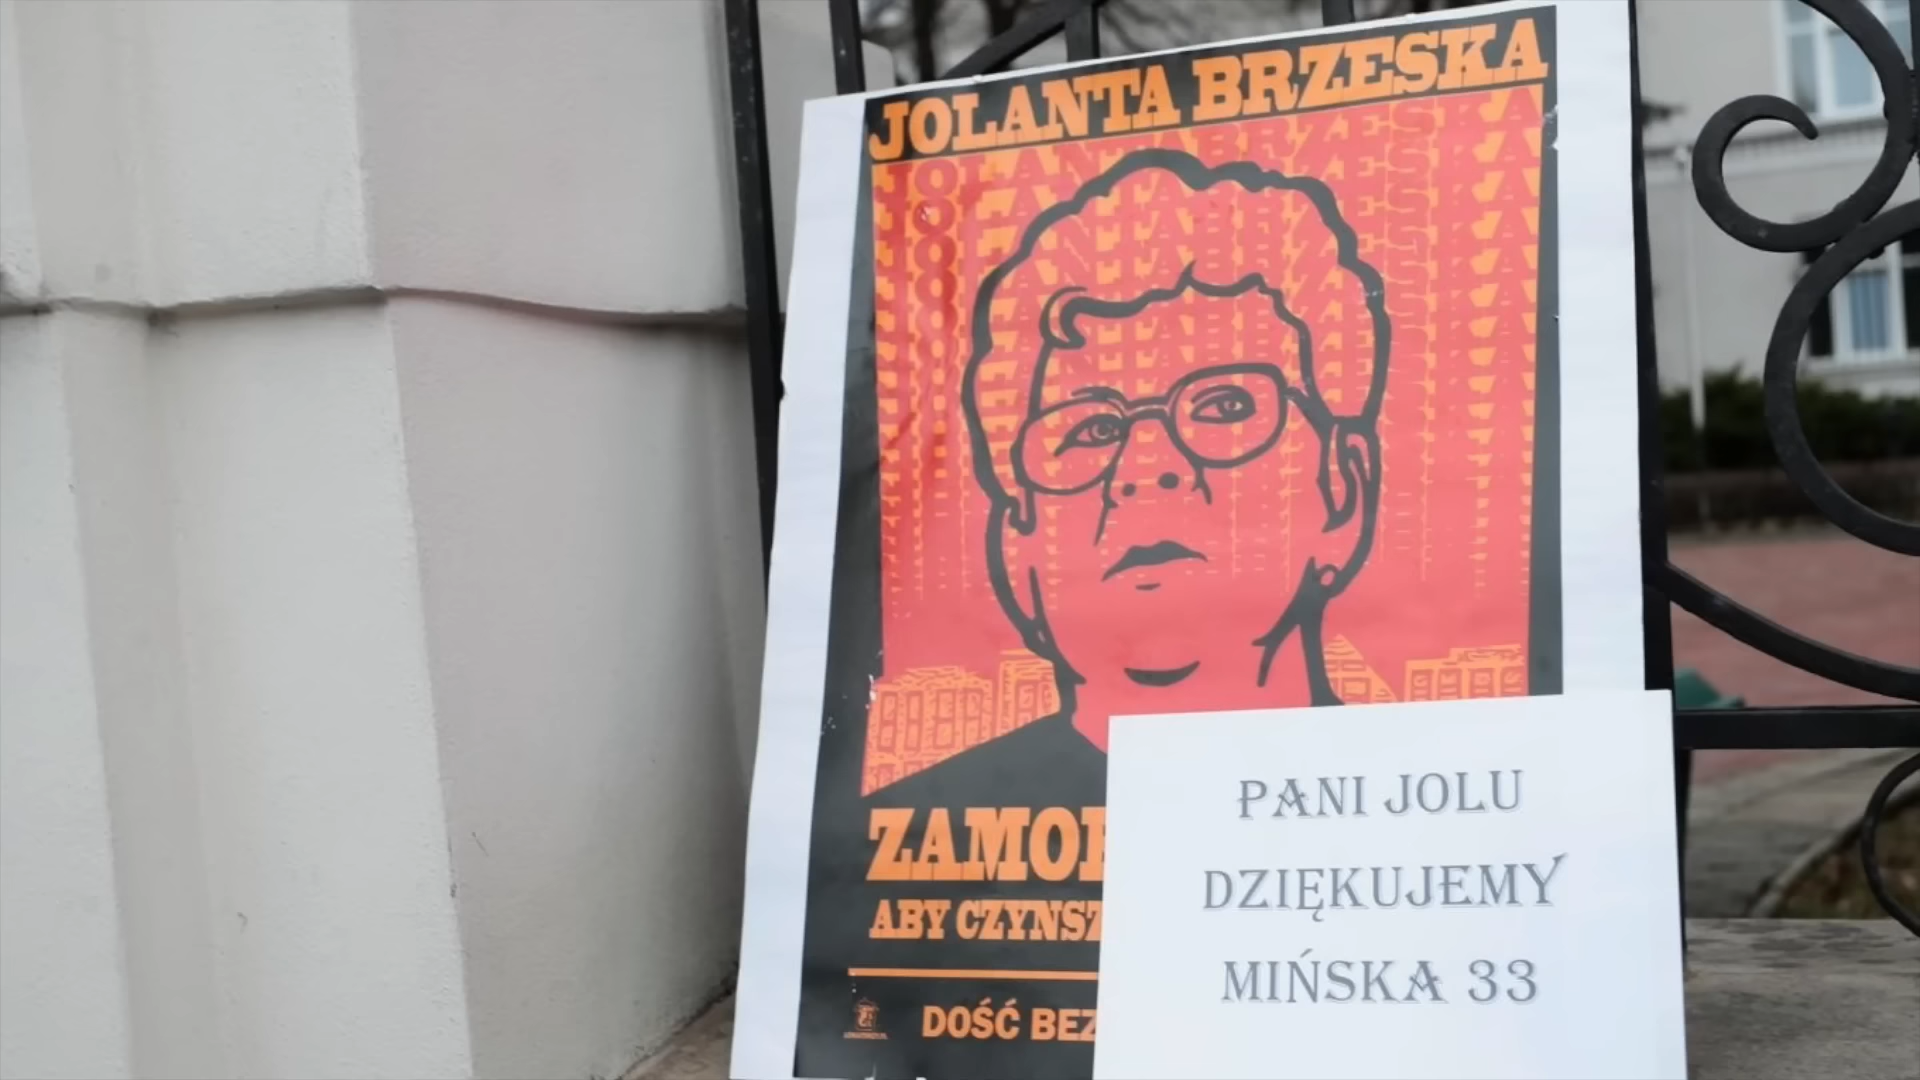 JOLANTA BRZESKA
ZAMOR
ABY CZYNSZ
DOŚĆ BEZ
PANI JOLU
DZIĘKUJEMY
MIŃSKA 33